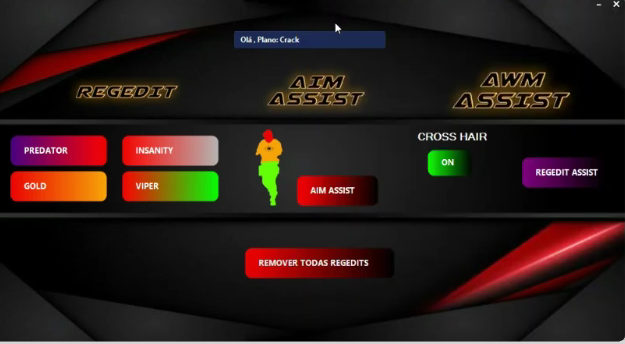 Olá , Plano: Crack
REGEDIT
AIM
ASSIST
AWM
ASSIST
PREDATOR
INSANITY
GOLD
VIPER
AIM ASSIST
CROSS HAIR
ON
REGEDIT ASSIST
REMOVER TODAS REGEDITS